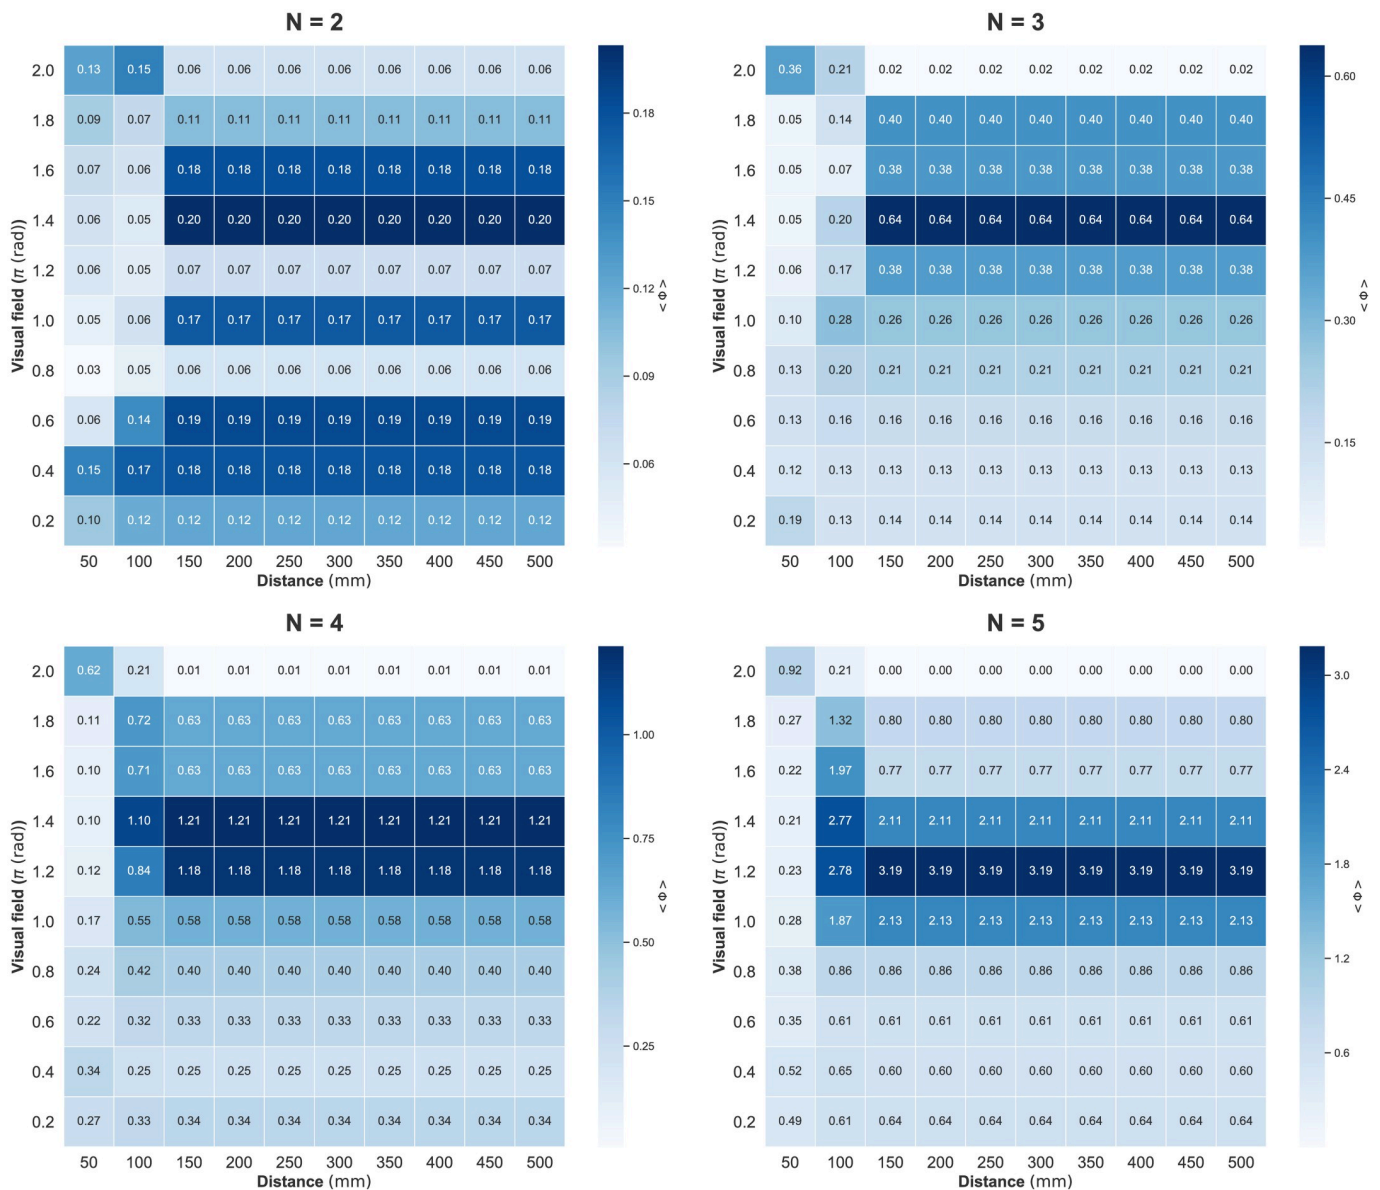 N = 2
2.0 0.13 0.15 0.06 0.06 0.06 0.06 0.06 0.06 0.06 0.06
1.8 0.09 0.07 0.11 0.11 0.11 0.11 0.11 0.11 0.11 0.11
1.6 0.07 0.06 0.18 0.18 0.18 0.18 0.18 0.18 0.18 0.18
1.4 0.06 0.05 0.20 0.20 0.20 0.20 0.20 0.20 0.20 0.20
1.2 0.06 0.05 0.07 0.07 0.07 0.07 0.07 0.07 0.07 0.07
1.0 0.05 0.06 0.17 0.17 0.17 0.17 0.17 0.17 0.17 0.17
0.8 0.03 0.05 0.06 0.06 0.06 0.06 0.06 0.06 0.06 0.06
0.6 0.06 0.14 0.19 0.19 0.19 0.19 0.19 0.19 0.19 0.19
0.4 0.15 0.17 0.18 0.18 0.18 0.18 0.18 0.18 0.18 0.18
0.2 0.10 0.12 0.12 0.12 0.12 0.12 0.12 0.12 0.12 0.12
50 100 150 200 250 300 350 400 450 500
Distance (mm)
Visual field (π (rad))
0.18
0.15
0.12
0.09
0.06
<Φ>
N = 3
2.0 0.36 0.21 0.02 0.02 0.02 0.02 0.02 0.02 0.02 0.02
1.8 0.05 0.14 0.40 0.40 0.40 0.40 0.40 0.40 0.40 0.40
1.6 0.05 0.07 0.38 0.38 0.38 0.38 0.38 0.38 0.38 0.38
1.4 0.05 0.20 0.64 0.64 0.64 0.64 0.64 0.64 0.64 0.64
1.2 0.06 0.17 0.38 0.38 0.38 0.38 0.38 0.38 0.38 0.38
1.0 0.10 0.28 0.26 0.26 0.26 0.26 0.26 0.26 0.26 0.26
0.8 0.13 0.20 0.21 0.21 0.21 0.21 0.21 0.21 0.21 0.21
0.6 0.13 0.16 0.16 0.16 0.16 0.16 0.16 0.16 0.16 0.16
0.4 0.12 0.13 0.13 0.13 0.13 0.13 0.13 0.13 0.13 0.13
0.2 0.19 0.13 0.14 0.14 0.14 0.14 0.14 0.14 0.14 0.14
50 100 150 200 250 300 350 400 450 500
Distance (mm)
Visual field (π (rad))
0.60
0.45
0.30
0.15
<Φ>
N = 4
2.0 0.62 0.21 0.01 0.01 0.01 0.01 0.01 0.01 0.01 0.01
1.8 0.11 0.72 0.63 0.63 0.63 0.63 0.63 0.63 0.63 0.63
1.6 0.10 0.71 0.63 0.63 0.63 0.63 0.63 0.63 0.63 0.63
1.4 0.10 1.10 1.21 1.21 1.21 1.21 1.21 1.21 1.21 1.21
1.2 0.12 0.84 1.18 1.18 1.18 1.18 1.18 1.18 1.18 1.18
1.0 0.17 0.55 0.58 0.58 0.58 0.58 0.58 0.58 0.58 0.58
0.8 0.24 0.42 0.40 0.40 0.40 0.40 0.40 0.40 0.40 0.40
0.6 0.22 0.32 0.33 0.33 0.33 0.33 0.33 0.33 0.33 0.33
0.4 0.34 0.25 0.25 0.25 0.25 0.25 0.25 0.25 0.25 0.25
0.2 0.27 0.33 0.34 0.34 0.34 0.34 0.34 0.34 0.34 0.34
50 100 150 200 250 300 350 400 450 500
Distance (mm)
Visual field (π (rad))
1.00
0.75
0.50
0.25
<Φ>
N = 5
2.0 0.92 0.21 0.00 0.00 0.00 0.00 0.00 0.00 0.00 0.00
1.8 0.27 1.32 0.80 0.80 0.80 0.80 0.80 0.80 0.80 0.80
1.6 0.22 1.97 0.77 0.77 0.77 0.77 0.77 0.77 0.77 0.77
1.4 0.21 2.77 2.11 2.11 2.11 2.11 2.11 2.11 2.11 2.11
1.2 0.23 2.78 3.19 3.19 3.19 3.19 3.19 3.19 3.19 3.19
1.0 0.28 1.87 2.13 2.13 2.13 2.13 2.13 2.13 2.13 2.13
0.8 0.38 0.86 0.86 0.86 0.86 0.86 0.86 0.86 0.86 0.86
0.6 0.35 0.61 0.61 0.61 0.61 0.61 0.61 0.61 0.61 0.61
0.4 0.52 0.65 0.60 0.60 0.60 0.60 0.60 0.60 0.60 0.60
0.2 0.49 0.61 0.64 0.64 0.64 0.64 0.64 0.64 0.64 0.64
50 100 150 200 250 300 350 400 450 500
Distance (mm)
Visual field (π (rad))
3.0
2.4
1.8
1.2
0.6
<Φ>